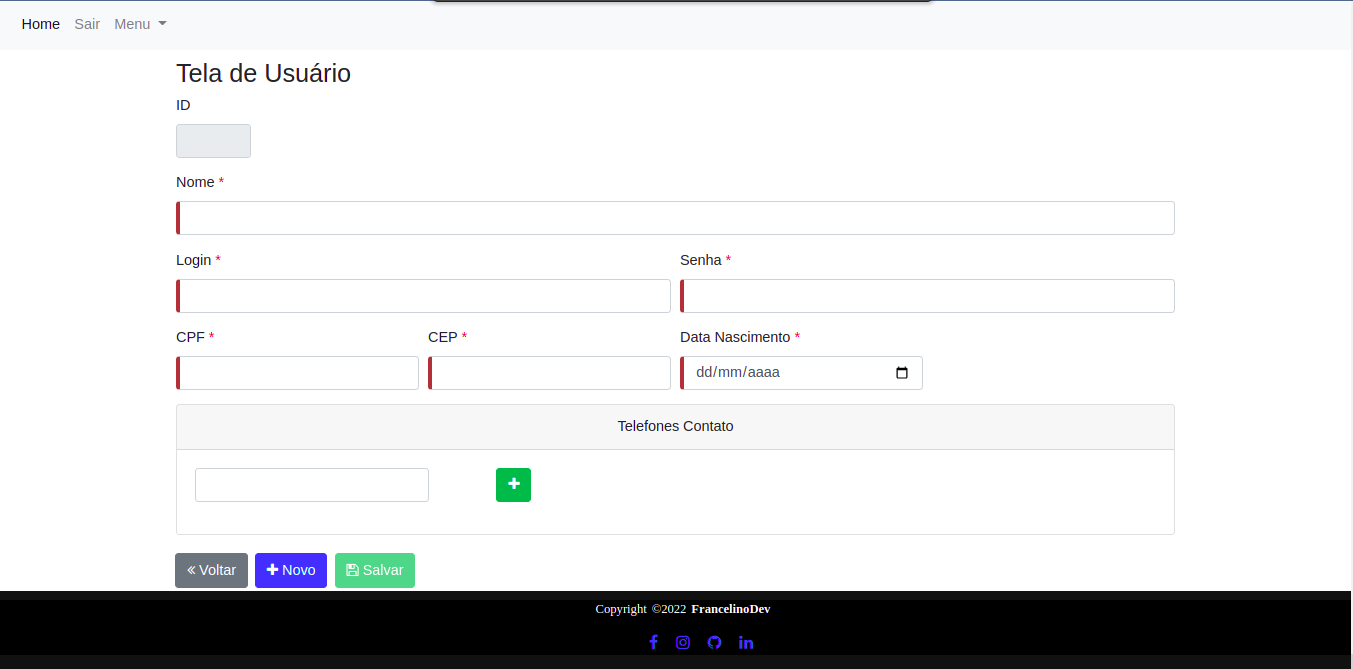 Home Sair Menu
Tela de Usuário
ID
Nome *
Login * Senha *
CPF * CEP * Data Nascimento *
dd/mm/aaaa
Telefones Contato
Voltar Novo Salvar
Copyright ©2022 FrancelinoDev